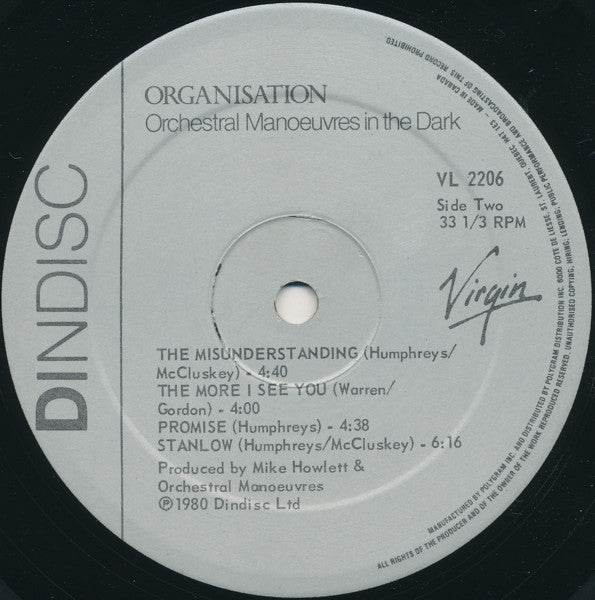 ORGANISATION
Orchestral Manoeuvres in the Dark
VL 2206
Side Two
33 1/3 RPM
DINDISC
Virgin
THE MISUNDERSTANDING (Humphreys/
McCluskey) - 4:40
THE MORE I SEE YOU (Warren/
Gordon) - 4:00
PROMISE (Humphreys) - 4:38
STANLOW (Humphreys/McCluskey) - 6:16
Produced by Mike Howlett &
Orchestral Manoeuvres
℗1980 Dindisc Ltd
MANUFACTURED BY POLYGRAM INC. AND DISTRIBUTED BY POLYGRAM DISTRIBUTION INC. 6000 COTE DE LIESSE, ST. LAURENT, QUEBEC H4T 1E3 – MADE IN CANADA
ALL RIGHTS OF THE PRODUCER AND OF THE OWNER OF THE WORK REPRODUCED RESERVED, UNAUTHORISED COPYING, HIRING, LENDING, PUBLIC PERFORMANCE AND BROADCASTING OF THIS RECORD PROHIBITED